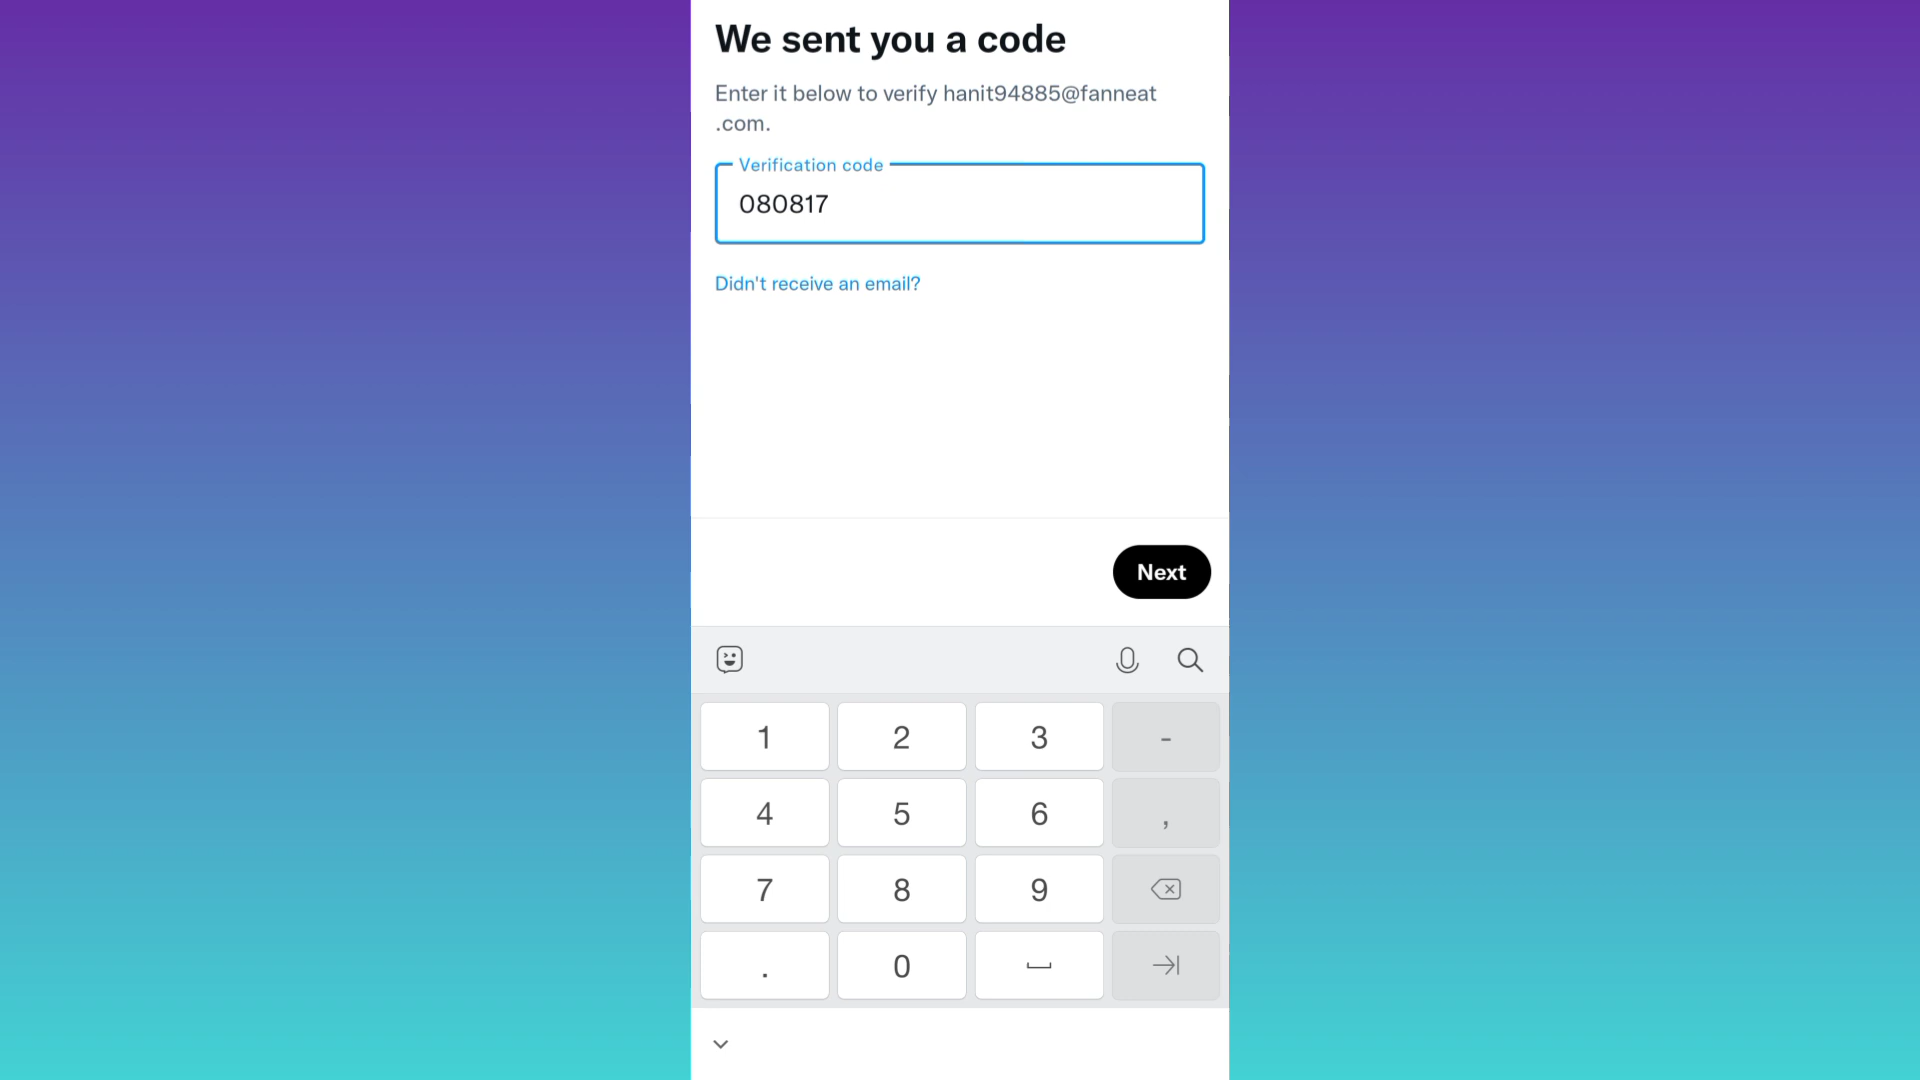 We sent you a code
Enter it below to verify hanit94885@fanneat
.com.
Verification code
080817
Didn't receive an email?
Next
1 2 3 -
4 5 6 ,
7 8 9
. 0